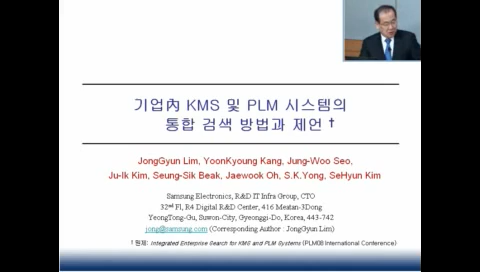 기업內 KMS 및 PLM 시스템의
통합 검색 방법과 제언 †
JongGyun Lim, YoonKyoung Kang, Jung-Woo Seo,
Ju-Ik Kim, Seung-Sik Beak, Jaewook Oh, S.K.Yong, SeHyun Kim
Samsung Electronics, R&D IT Infra Group, CTO
32nd Fl, R4 Digital R&D Center, 416 Meatan-3Dong
YeongTong-Gu, Suwon-City, Gyeonggi-Do, Korea, 443-742
jong@samsung.com (Corresponding Author : JongGyun Lim)
† 원제: Integrated Enterprise Search for KMS and PLM Systems (PLM08 International Conference)